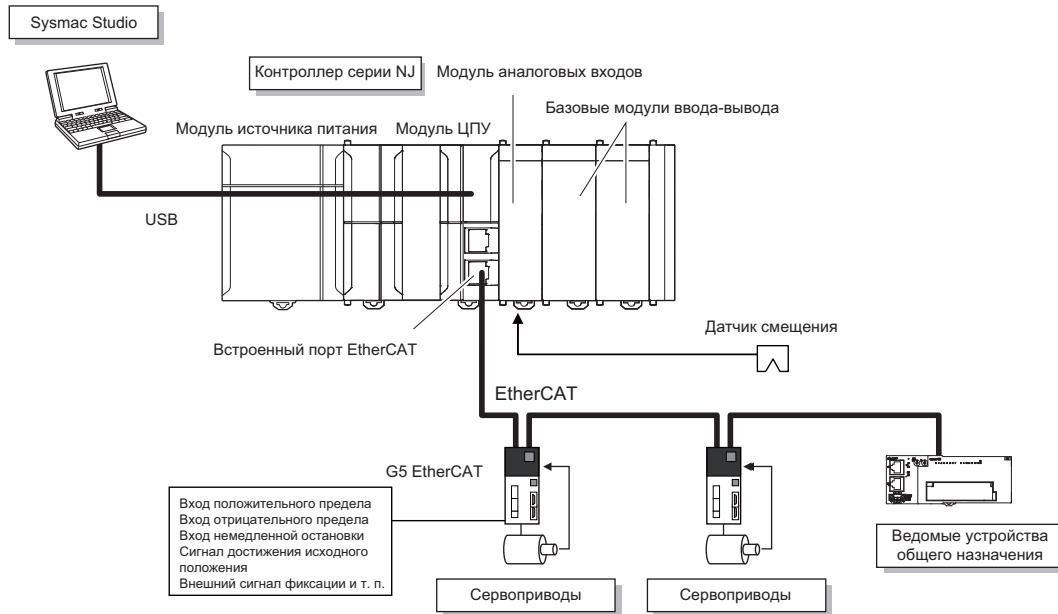 Sysmac Studio
Контроллер серии NJ
Модуль аналоговых входов
Базовые модули ввода-вывода
Модуль источника питания
Модуль ЦПУ
USB
Датчик смещения
Встроенный порт EtherCAT
EtherCAT
G5 EtherCAT
Вход положительного предела
Вход отрицательного предела
Вход немедленной остановки
Сигнал достижения исходного
положения
Внешний сигнал фиксации и т. п.
Ведомые устройства
общего назначения
Сервоприводы
Сервоприводы